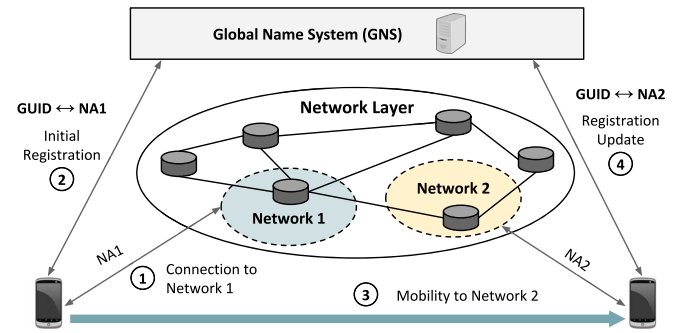 Global Name System (GNS)
GUID ↔ NA1
Initial
Registration
2
GUID ↔ NA2
Registration
Update
4
Network Layer
Network 1
Network 2
NA1
NA2
1
Connection to
Network 1
3
Mobility to Network 2